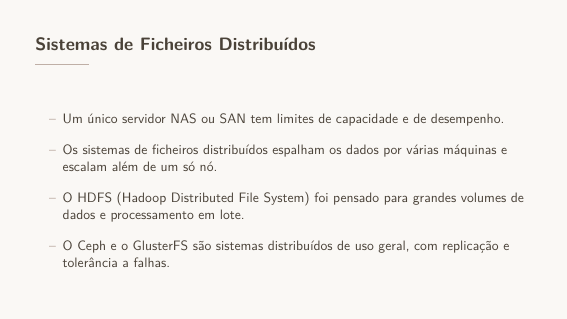 Sistemas de Ficheiros Distribuídos
– Um único servidor NAS ou SAN tem limites de capacidade e de desempenho.
– Os sistemas de ficheiros distribuídos espalham os dados por várias máquinas e
escalam além de um só nó.
– O HDFS (Hadoop Distributed File System) foi pensado para grandes volumes de
dados e processamento em lote.
– O Ceph e o GlusterFS são sistemas distribuídos de uso geral, com replicação e
tolerância a falhas.